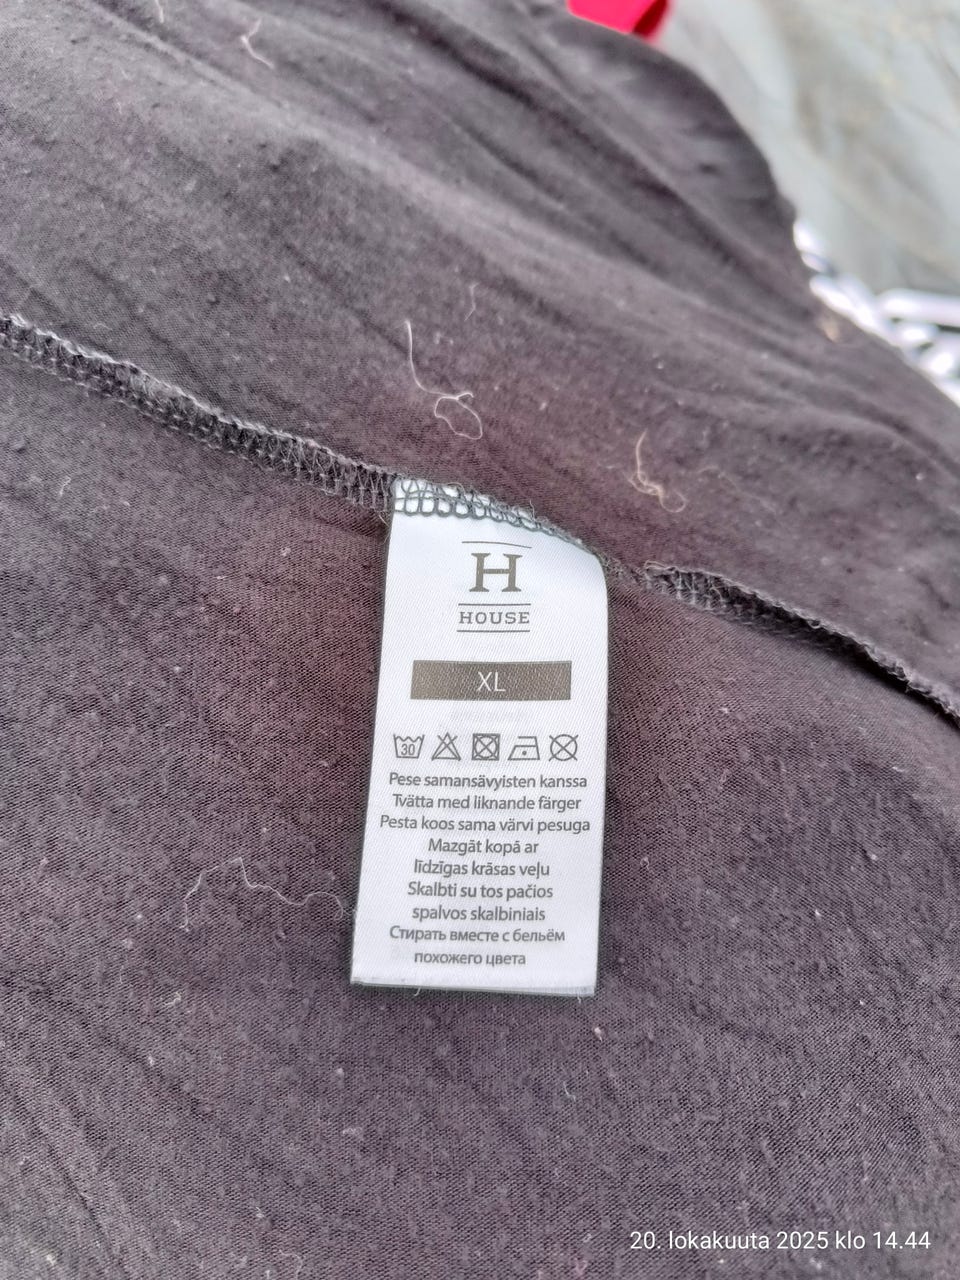 H
HOUSE
XL
30
Pese samansävyisten kanssa
Tvätta med liknande färger
Pesta koos sama värvi pesuga
Mazgāt kopā ar
līdzīgas krāsas veļu
Skalbti su tos pačios
spalvos skalbiniais
Стирать вместе с бельём
похожего цвета
20. lokakuuta 2025 klo 14.44